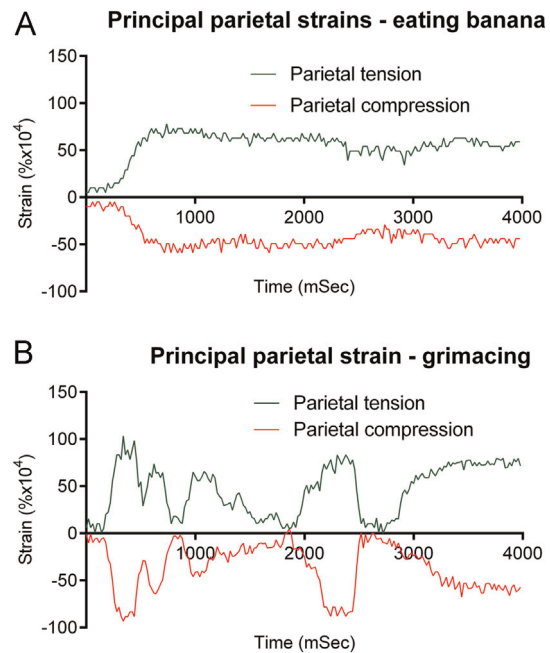 A
Principal parietal strains - eating banana
150
Parietal tension
100
Parietal compression
50
0
1000
2000
3000
4000
-50
-100
Strain (%x10⁴)
Time (mSec)
B
Principal parietal strain - grimacing
150
Parietal tension
100
Parietal compression
50
0
1000
2000
3000
4000
-50
-100
Strain (%x10⁴)
Time (mSec)